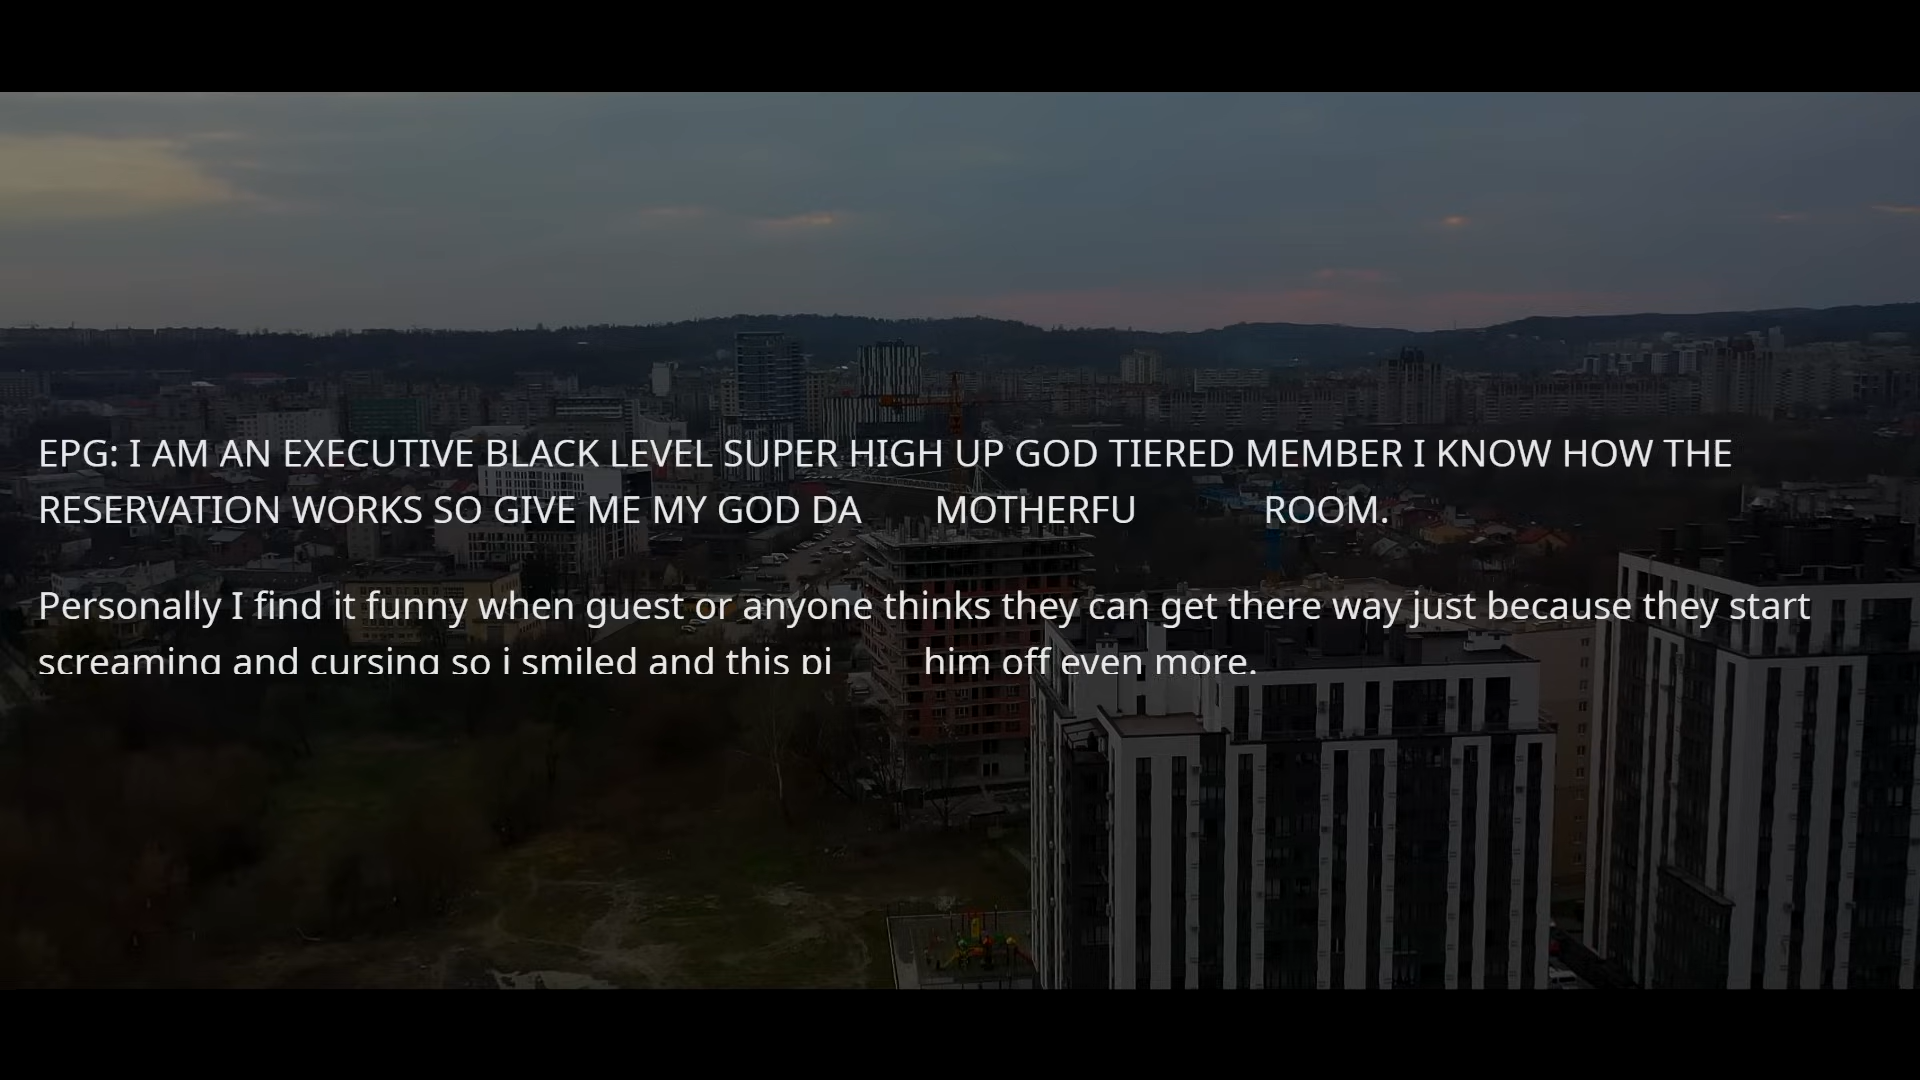 EPG: I AM AN EXECUTIVE BLACK LEVEL SUPER HIGH UP GOD TIERED MEMBER I KNOW HOW THE
RESERVATION WORKS SO GIVE ME MY GOD DA MOTHERFU ROOM.
Personally I find it funny when guest or anyone thinks they can get there way just because they start
screaming and cursing so i smiled and this pi him off even more.